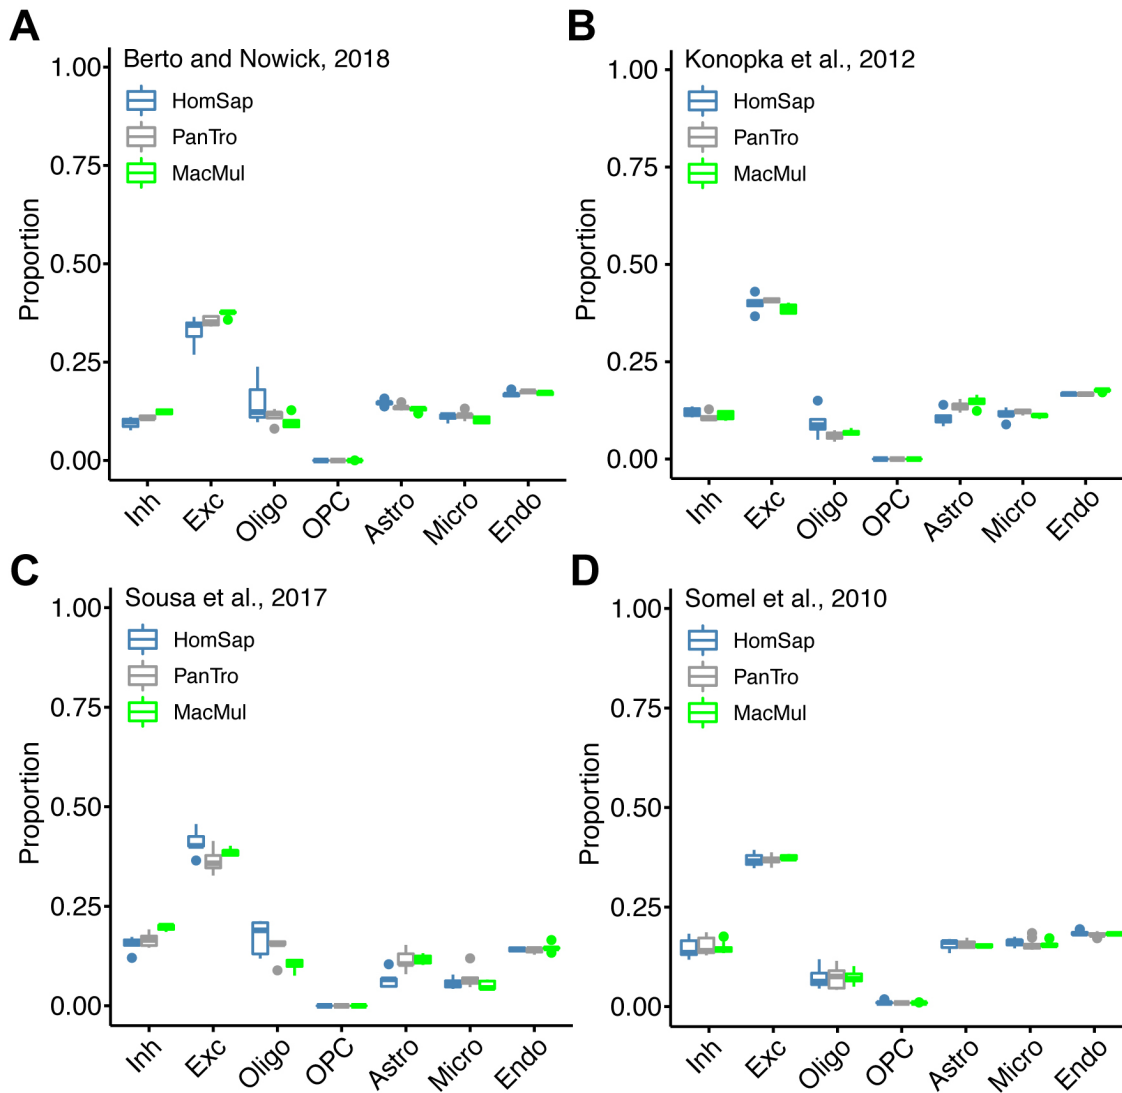 A
Berto and Nowick, 2018
HomSap
PanTro
MacMul
Proportion
1.00
0.75
0.50
0.25
0.00
Inh
Exc
Oligo
OPC
Astro
Micro
Endo
B
Konopka et al., 2012
HomSap
PanTro
MacMul
Proportion
1.00
0.75
0.50
0.25
0.00
Inh
Exc
Oligo
OPC
Astro
Micro
Endo
C
Sousa et al., 2017
HomSap
PanTro
MacMul
Proportion
1.00
0.75
0.50
0.25
0.00
Inh
Exc
Oligo
OPC
Astro
Micro
Endo
D
Somel et al., 2010
HomSap
PanTro
MacMul
Proportion
1.00
0.75
0.50
0.25
0.00
Inh
Exc
Oligo
OPC
Astro
Micro
Endo